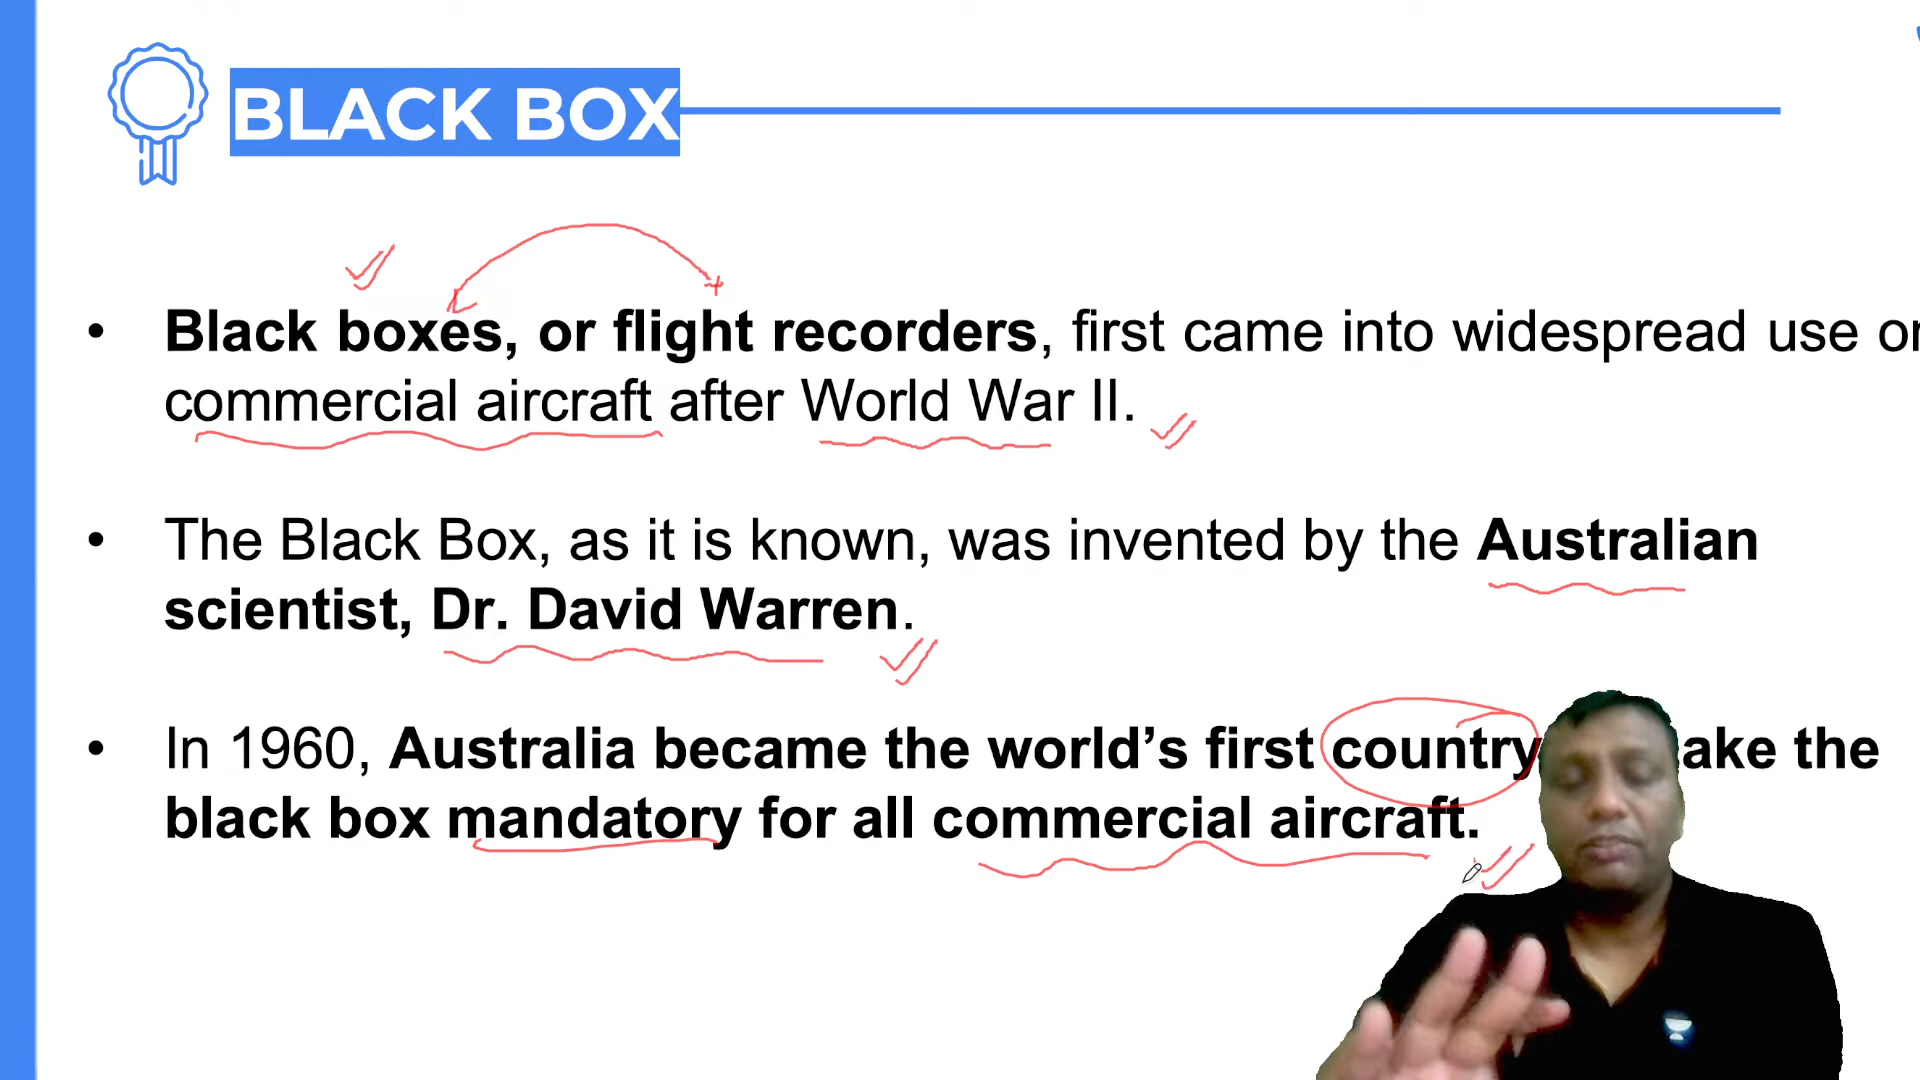 BLACK BOX
• Black boxes, or flight recorders, first came into widespread use or
commercial aircraft after World War II.
• The Black Box, as it is known, was invented by the Australian
scientist, Dr. David Warren.
• In 1960, Australia became the world’s first country ake the
black box mandatory for all commercial aircraft.